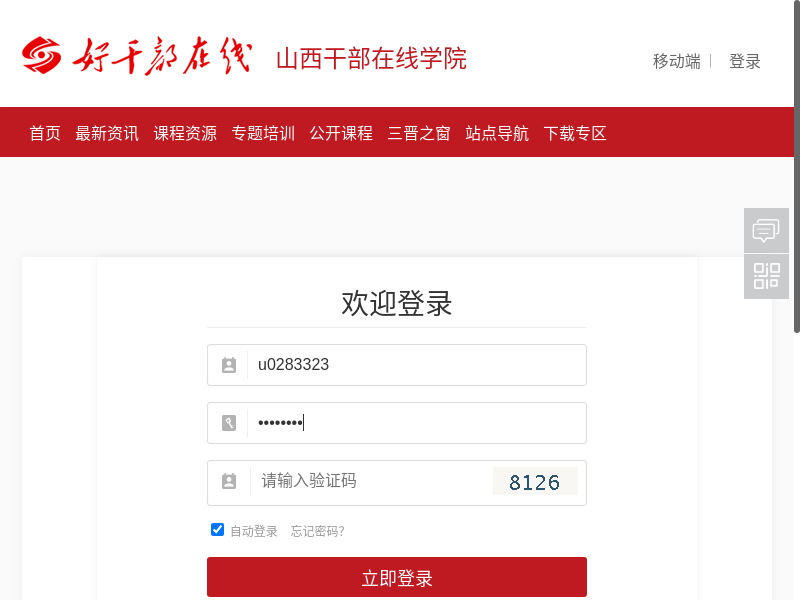 好干部在线 山西干部在线学院
移动端 登录
首页 最新资讯 课程资源 专题培训 公开课程 三晋之窗 站点导航 下载专区
欢迎登录
u0283323
••••••••
请输入验证码 8126
自动登录 忘记密码?
立即登录